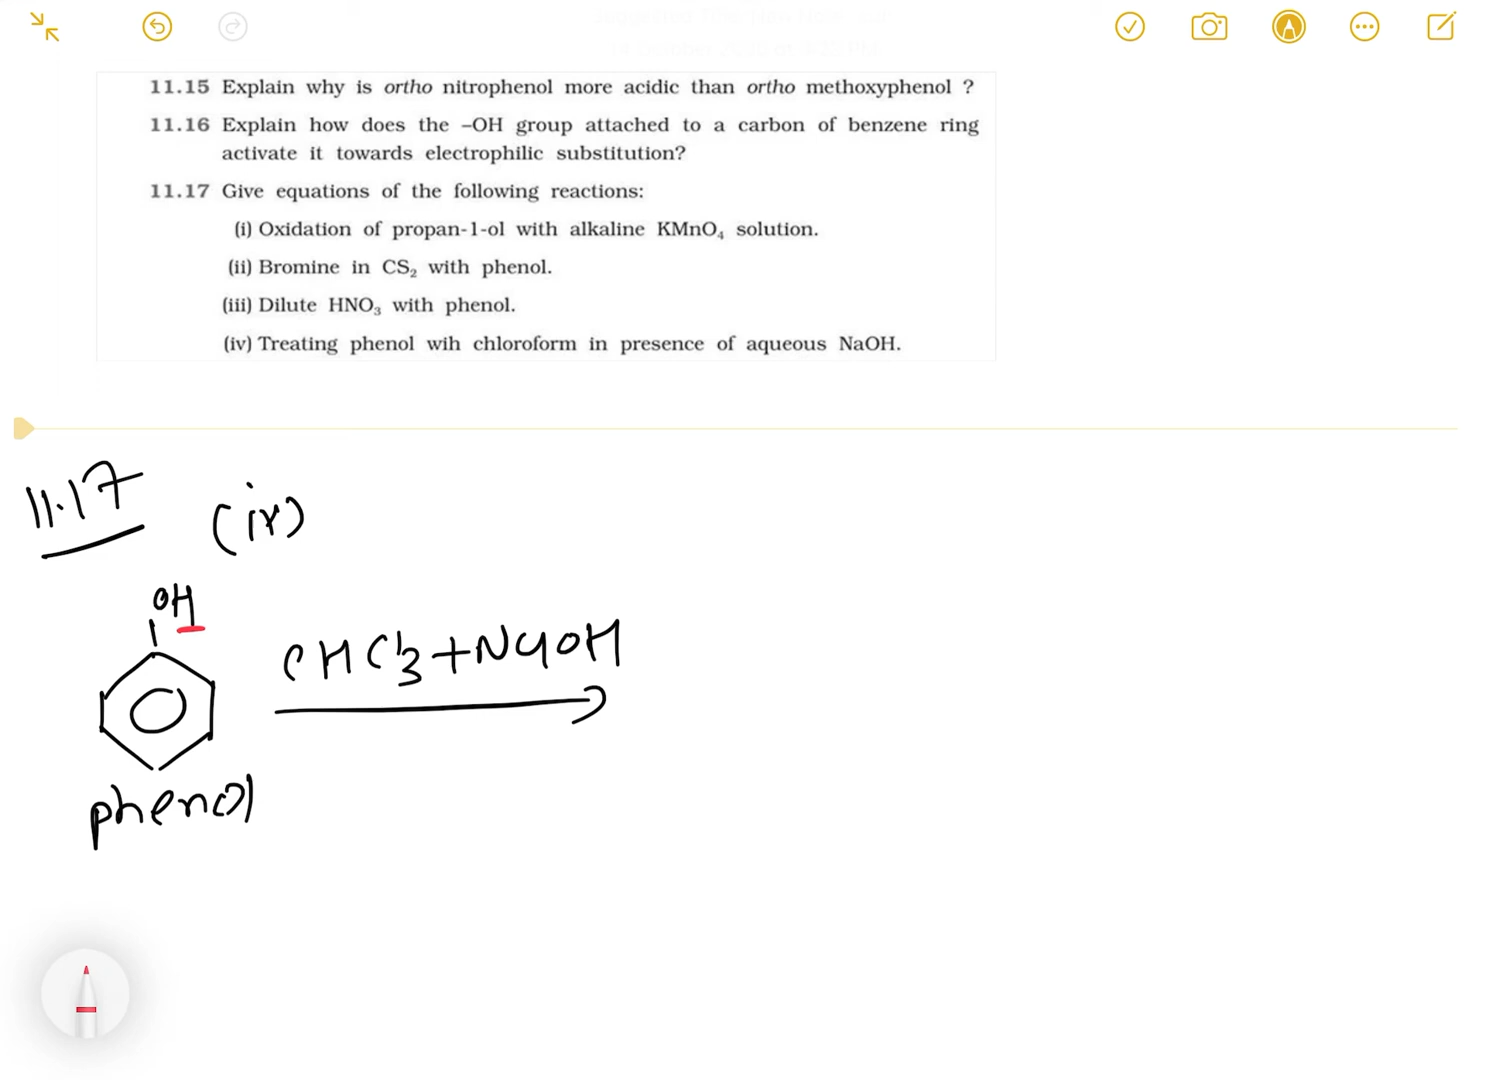 11.15 Explain why is ortho nitrophenol more acidic than ortho methoxyphenol ?
11.16 Explain how does the –OH group attached to a carbon of benzene ring
activate it towards electrophilic substitution?
11.17 Give equations of the following reactions:
(i) Oxidation of propan-1-ol with alkaline KMnO₄ solution.
(ii) Bromine in CS₂ with phenol.
(iii) Dilute HNO₃ with phenol.
(iv) Treating phenol wih chloroform in presence of aqueous NaOH.
11.17 (iv)
OH
CHCl3+NaOH
phenol